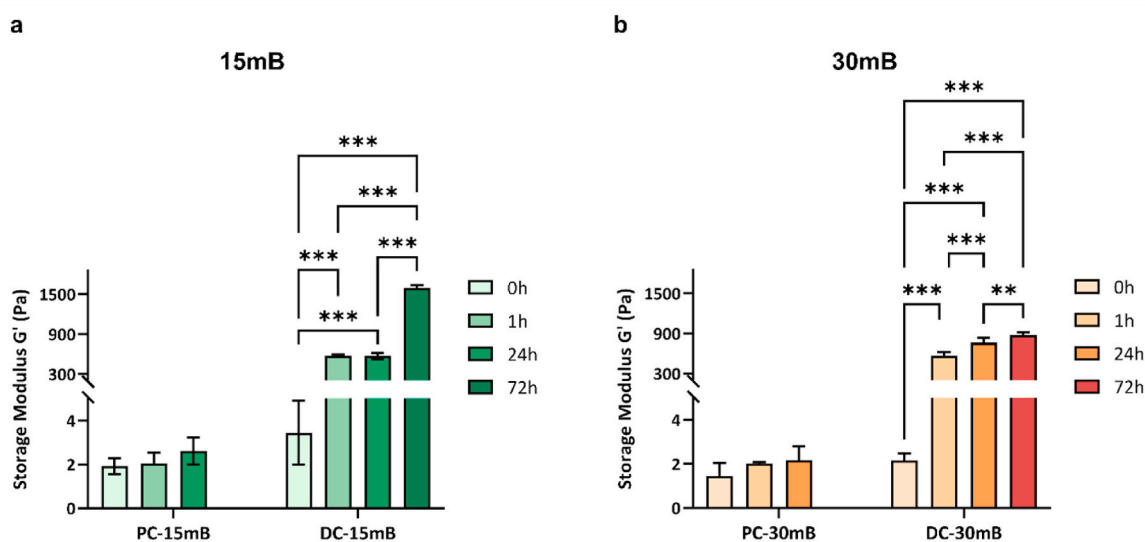 a
15mB
***
***
***
***
***
Storage Modulus G' (Pa)
1500
900
300
4
2
0
PC-15mB
DC-15mB
0h
1h
24h
72h
b
30mB
***
***
***
***
***
**
Storage Modulus G' (Pa)
1500
900
300
4
2
0
PC-30mB
DC-30mB
0h
1h
24h
72h